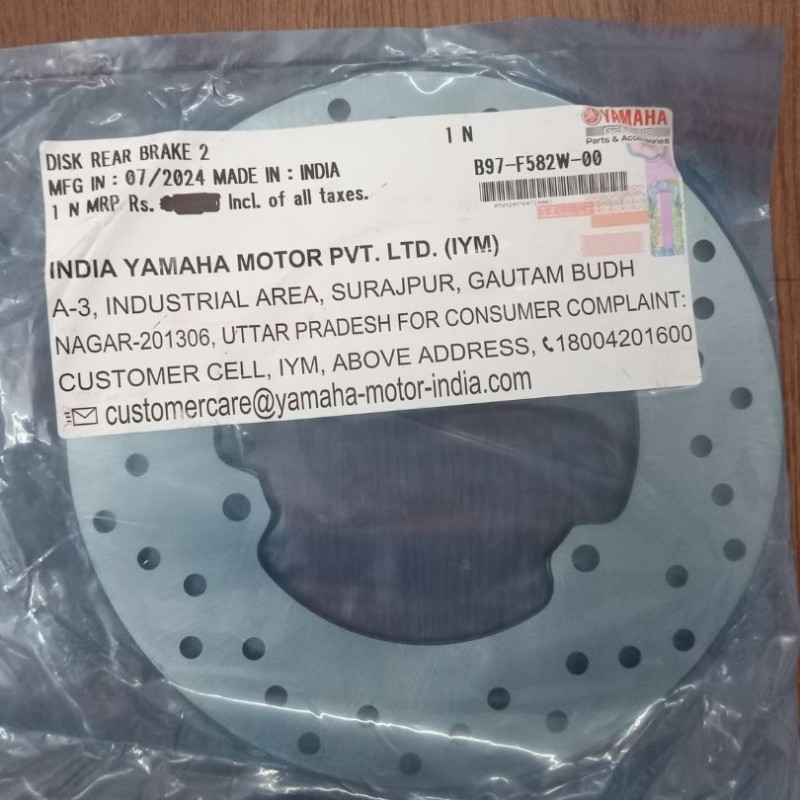 DISK REAR BRAKE 2
MFG IN : 07/2024 MADE IN : INDIA
1 N MRP Rs. Incl. of all taxes.
1 N
YAMAHA
GENUINE
Parts & Accessories
B97-F582W-00
INDIA YAMAHA MOTOR PVT. LTD. (IYM)
A-3, INDUSTRIAL AREA, SURAJPUR, GAUTAM BUDH
NAGAR-201306, UTTAR PRADESH FOR CONSUMER COMPLAINT:
CUSTOMER CELL, IYM, ABOVE ADDRESS, 18004201600
customercare@yamaha-motor-india.com